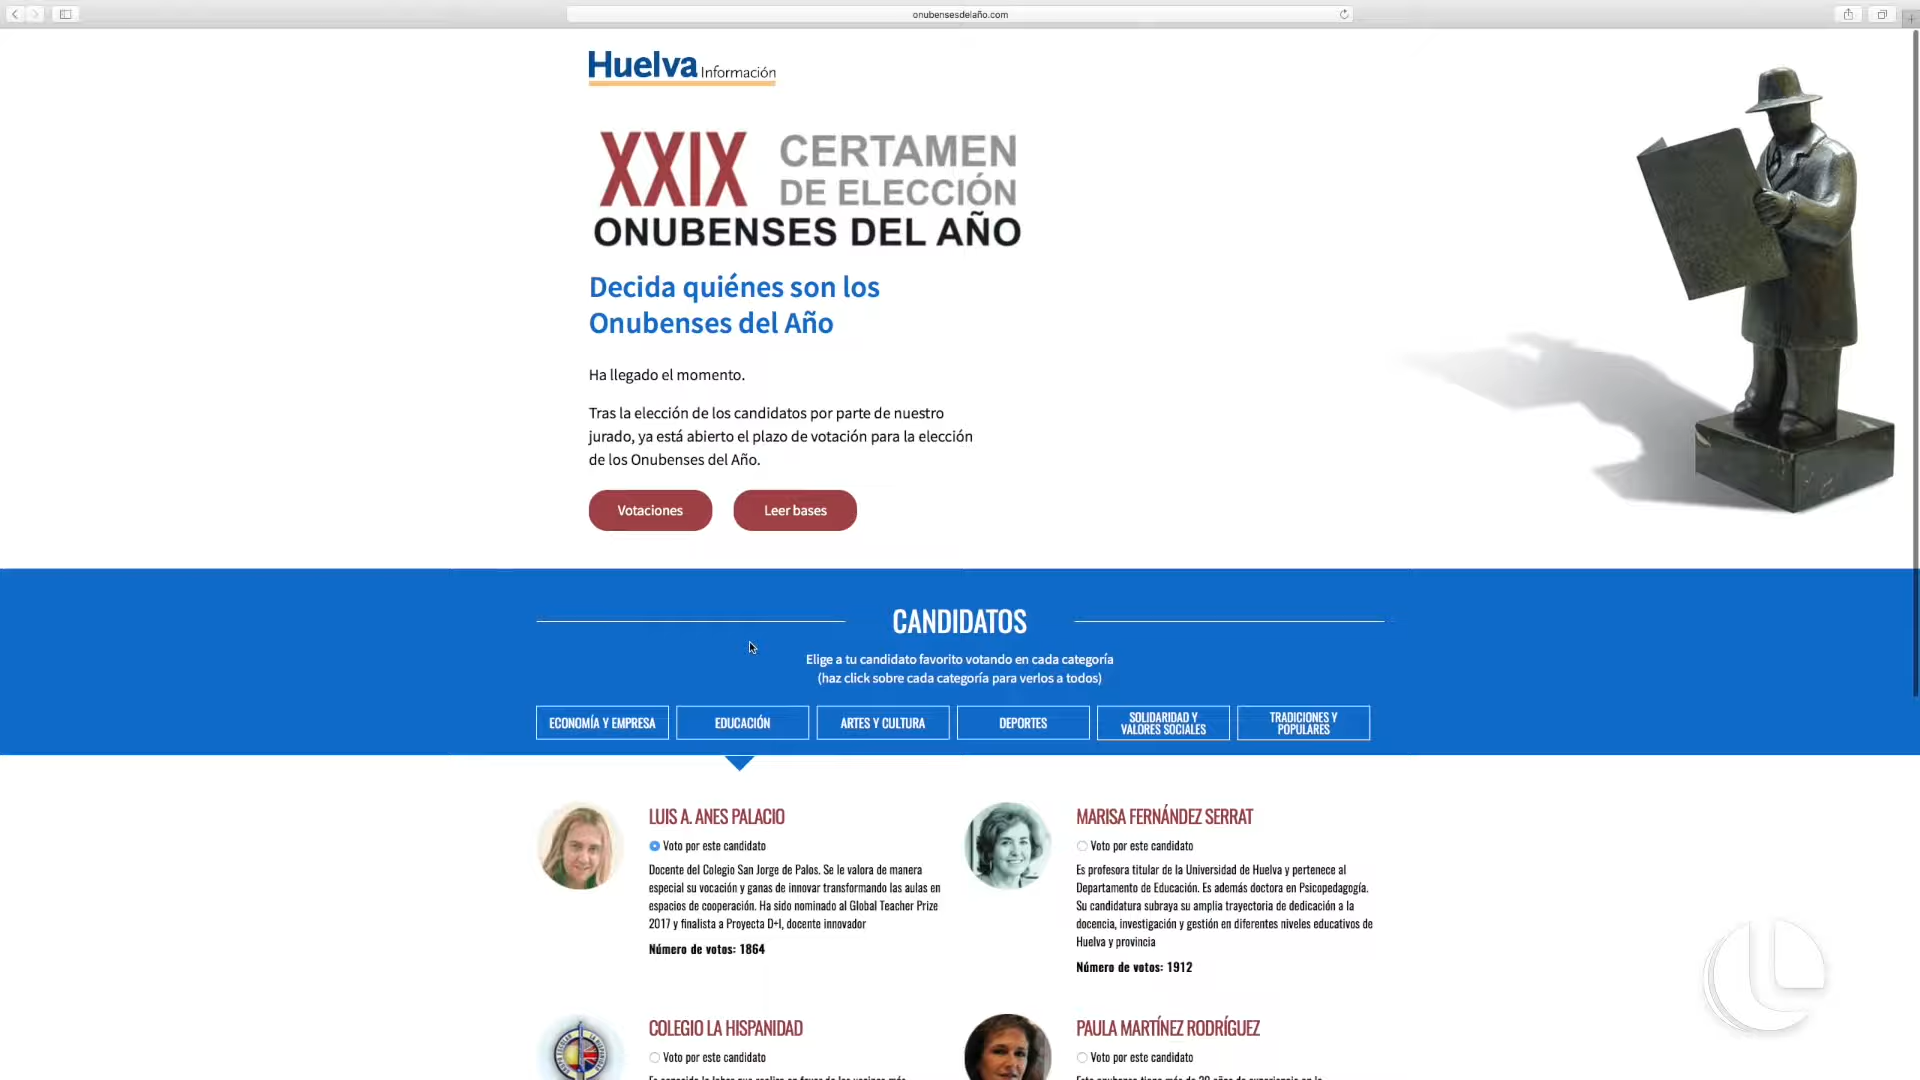 onubensesdelaño.com
Huelva Información
XXIX CERTAMEN
DE ELECCIÓN
ONUBENSES DEL AÑO
Decida quiénes son los
Onubenses del Año
Ha llegado el momento.
Tras la elección de los candidatos por parte de nuestro
jurado, ya está abierto el plazo de votación para la elección
de los Onubenses del Año.
Votaciones
Leer bases
CANDIDATOS
Elige a tu candidato favorito votando en cada categoría
(haz click sobre cada categoría para verlos a todos)
ECONOMÍA Y EMPRESA
EDUCACIÓN
ARTES Y CULTURA
DEPORTES
SOLIDARIDAD Y
VALORES SOCIALES
TRADICIONES Y
POPULARES
LUIS A. ANES PALACIO
Voto por este candidato
Docente del Colegio San Jorge de Palos. Se le valora de manera
especial su vocación y ganas de innovar transformando las aulas en
espacios de cooperación. Ha sido nominado al Global Teacher Prize
2017 y finalista a Proyecta D+I, docente innovador
Número de votos: 1864
MARISA FERNÁNDEZ SERRAT
Voto por este candidato
Es profesora titular de la Universidad de Huelva y pertenece al
Departamento de Educación. Es además doctora en Psicopedagogía.
Su candidatura subraya su amplia trayectoria de dedicación a la
docencia, investigación y gestión en diferentes niveles educativos de
Huelva y provincia
Número de votos: 1912
COLEGIO LA HISPANIDAD
Voto por este candidato
PAULA MARTÍNEZ RODRÍGUEZ
Voto por este candidato